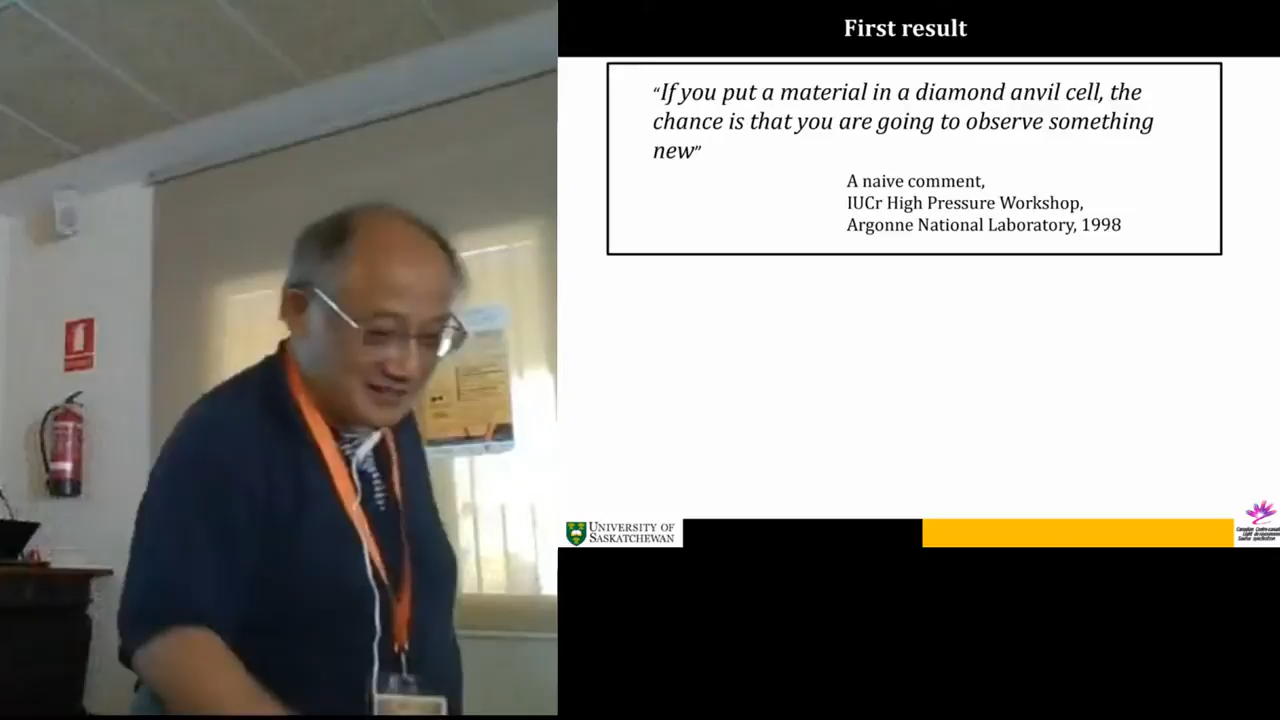 First result
“If you put a material in a diamond anvil cell, the
chance is that you are going to observe something
new”
A naive comment,
IUCr High Pressure Workshop,
Argonne National Laboratory, 1998
UNIVERSITY OF
SASKATCHEWAN